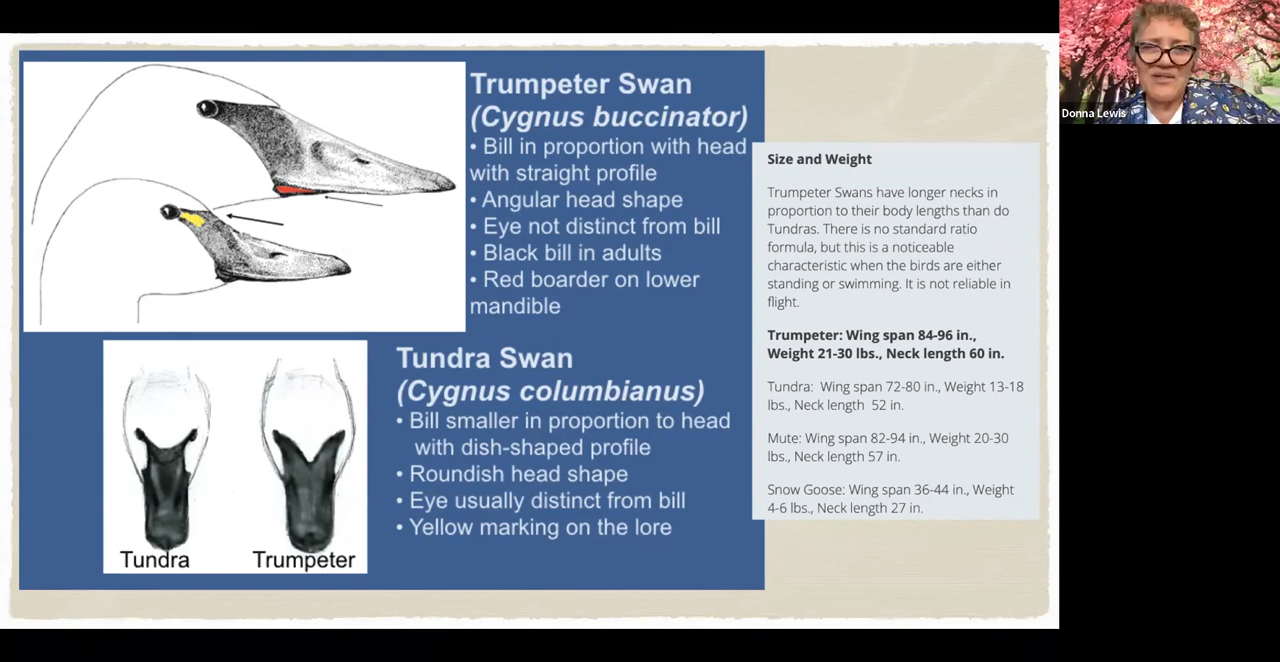 Trumpeter Swan
(Cygnus buccinator)
• Bill in proportion with head
with straight profile
• Angular head shape
• Eye not distinct from bill
• Black bill in adults
• Red boarder on lower
mandible
Tundra Swan
(Cygnus columbianus)
• Bill smaller in proportion to head
with dish-shaped profile
• Roundish head shape
• Eye usually distinct from bill
• Yellow marking on the lore
Tundra
Trumpeter
Size and Weight
Trumpeter Swans have longer necks in
proportion to their body lengths than do
Tundras. There is no standard ratio
formula, but this is a noticeable
characteristic when the birds are either
standing or swimming. It is not reliable in
flight.
Trumpeter: Wing span 84-96 in.,
Weight 21-30 lbs., Neck length 60 in.
Tundra: Wing span 72-80 in., Weight 13-18
lbs., Neck length 52 in.
Mute: Wing span 82-94 in., Weight 20-30
lbs., Neck length 57 in.
Snow Goose: Wing span 36-44 in., Weight
4-6 lbs., Neck length 27 in.
Donna Lewis